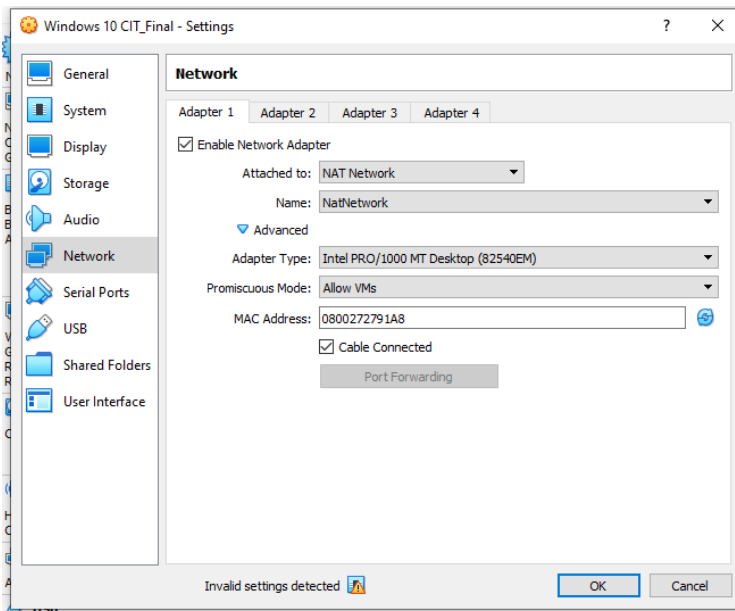 Windows 10 CIT_Final - Settings
?
General
System
Display
Storage
Audio
Network
Serial Ports
USB
Shared Folders
User Interface
Network
Adapter 1 Adapter 2 Adapter 3 Adapter 4
Enable Network Adapter
Attached to: NAT Network
Name: NatNetwork
Advanced
Adapter Type: Intel PRO/1000 MT Desktop (82540EM)
Promiscuous Mode: Allow VMs
MAC Address: 0800272791A8
Cable Connected
Port Forwarding
Invalid settings detected
OK Cancel